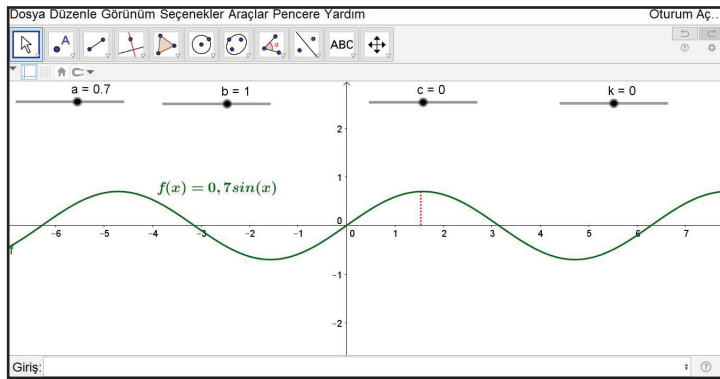 Dosya Düzenle Görünüm Seçenekler Araçlar Pencere Yardım Oturum Aç...
A ABC
a = 0.7 b = 1 c = 0 k = 0
2
f(x) = 0, 7sin(x)
1
0
-6 -5 -4 -3 -2 -1 0 1 2 3 4 5 6 7
f
-1
-2
Giriş: